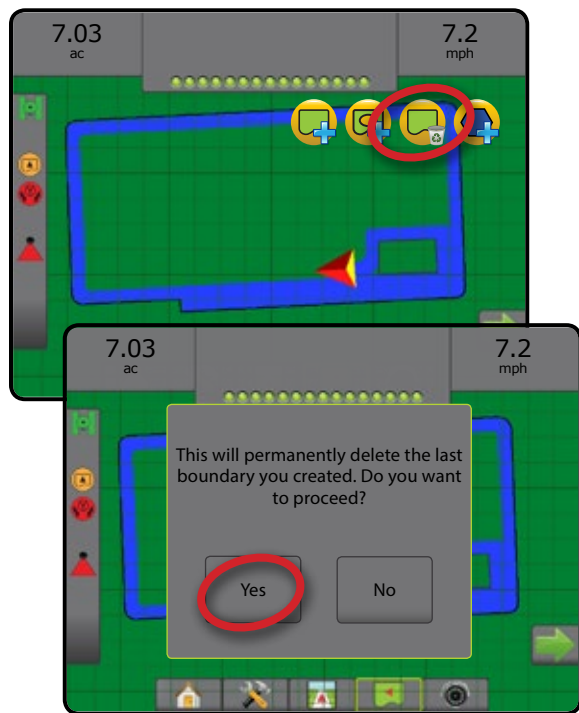 7.03
ac
7.2
mph
7.03
ac
7.2
mph
This will permanently delete the last
boundary you created. Do you want
to proceed?
Yes
No